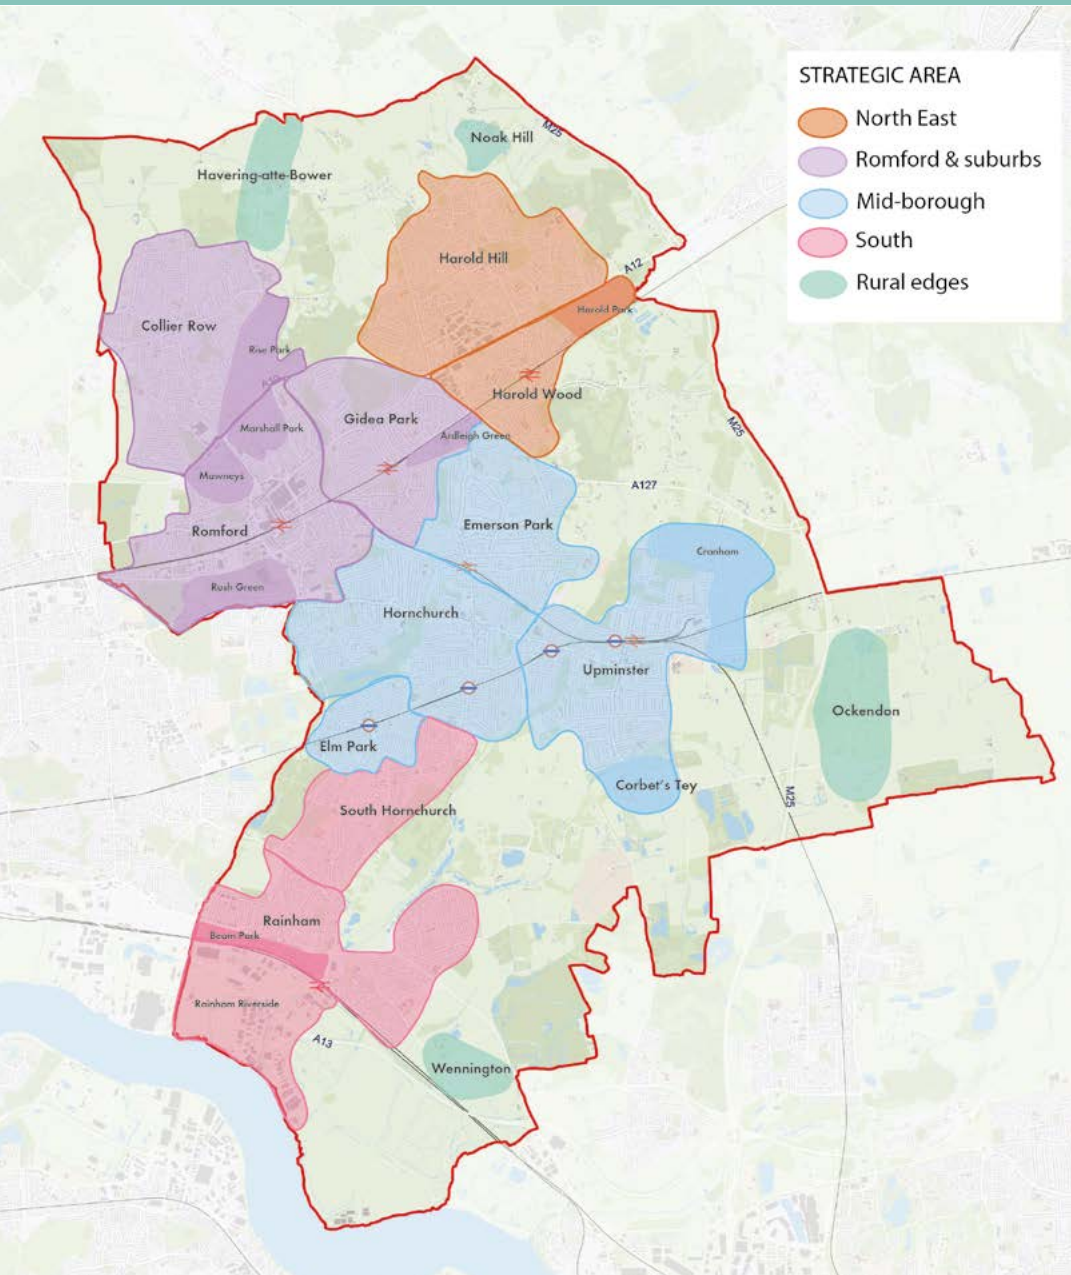 STRATEGIC AREA
North East
Romford & suburbs
Mid-borough
South
Rural edges
Noak Hill
M25
Havering-atte-Bower
Harold Hill
A12
Harold Park
Collier Row
Rise Park
A12
Harold Wood
Gidea Park
Marshall Park
Ardleigh Green
M25
Mawneys
A127
Emerson Park
Romford
Cranham
Rush Green
Hornchurch
Upminster
Ockendon
Elm Park
Corbet's Tey
M25
South Hornchurch
Rainham
Beam Park
Rainham Riverside
A13
Wennington